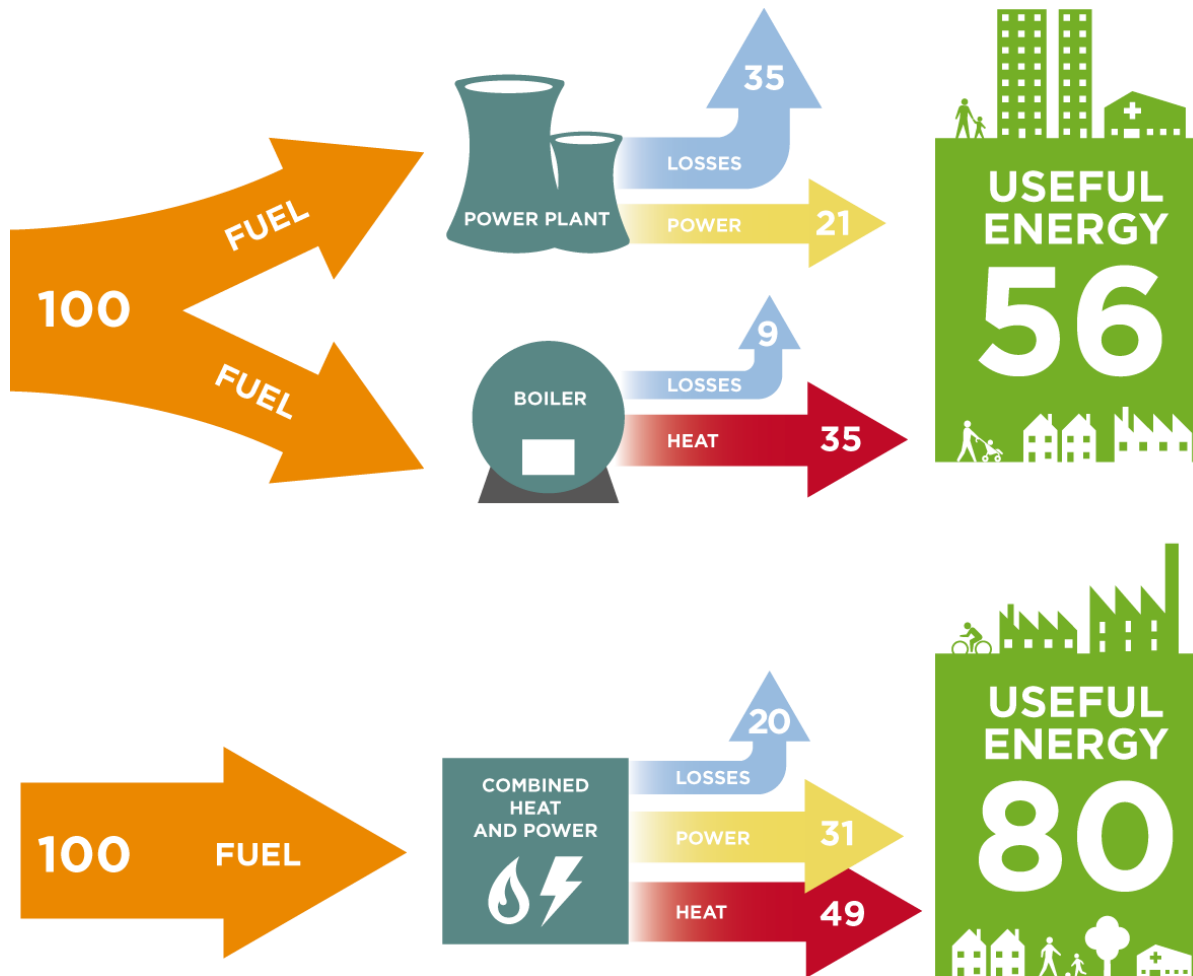 FUEL
100
FUEL
POWER PLANT
35
LOSSES
POWER
21
BOILER
9
LOSSES
HEAT
35
USEFUL
ENERGY
56
100
FUEL
COMBINED
HEAT
AND POWER
20
LOSSES
POWER
31
HEAT
49
USEFUL
ENERGY
80